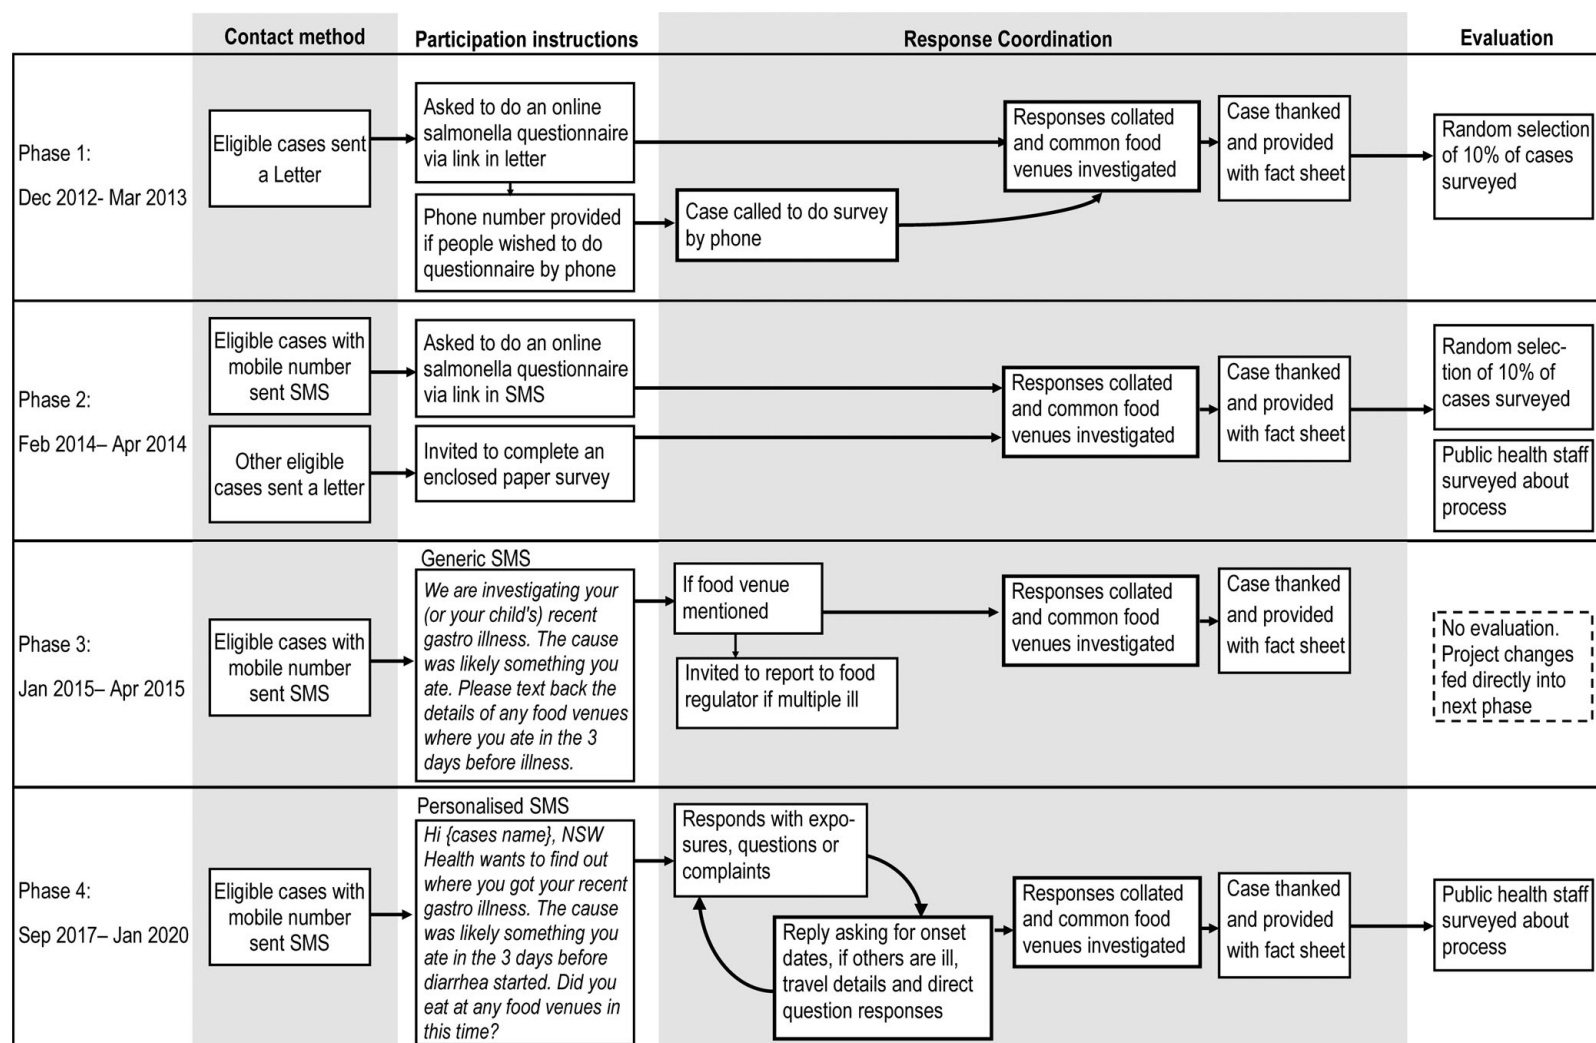 Contact method
Participation instructions
Response Coordination
Evaluation
Phase 1:
Dec 2012- Mar 2013
Eligible cases sent
a Letter
Asked to do an online
salmonella questionnaire
via link in letter
Phone number provided
if people wished to do
questionnaire by phone
Case called to do survey
by phone
Responses collated
and common food
venues investigated
Case thanked
and provided
with fact sheet
Random selection
of 10% of cases
surveyed
Phase 2:
Feb 2014– Apr 2014
Eligible cases with
mobile number
sent SMS
Other eligible
cases sent a letter
Asked to do an online
salmonella questionnaire
via link in SMS
Invited to complete an
enclosed paper survey
Responses collated
and common food
venues investigated
Case thanked
and provided
with fact sheet
Random selec-
tion of 10% of
cases surveyed
Public health staff
surveyed about
process
Phase 3:
Jan 2015– Apr 2015
Eligible cases with
mobile number
sent SMS
Generic SMS
We are investigating your
(or your child's) recent
gastro illness. The cause
was likely something you
ate. Please text back the
details of any food venues
where you ate in the 3
days before illness.
If food venue
mentioned
Invited to report to food
regulator if multiple ill
Responses collated
and common food
venues investigated
Case thanked
and provided
with fact sheet
No evaluation.
Project changes
fed directly into
next phase
Phase 4:
Sep 2017– Jan 2020
Eligible cases with
mobile number
sent SMS
Personalised SMS
Hi {cases name}, NSW
Health wants to find out
where you got your recent
gastro illness. The cause
was likely something you
ate in the 3 days before
diarrhea started. Did you
eat at any food venues in
this time?
Responds with expo-
sures, questions or
complaints
Reply asking for onset
dates, if others are ill,
travel details and direct
question responses
Responses collated
and common food
venues investigated
Case thanked
and provided
with fact sheet
Public health staff
surveyed about
process